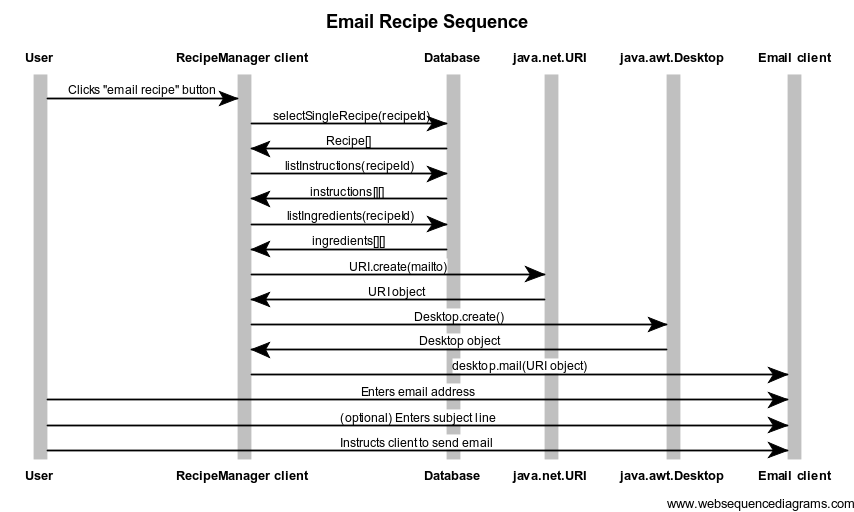 Email Recipe Sequence
User RecipeManager client Database java.net.URI java.awt.Desktop Email client
Clicks "email recipe" button
selectSingleRecipe(recipeId)
Recipe[]
listInstructions(recipeId)
instructions[][]
listIngredients(recipeId)
ingredients[][]
URI.create(mailto)
URI object
Desktop.create()
Desktop object
desktop.mail(URI object)
Enters email address
(optional) Enters subject line
Instructs client to send email
User RecipeManager client Database java.net.URI java.awt.Desktop Email client
www.websequencediagrams.com